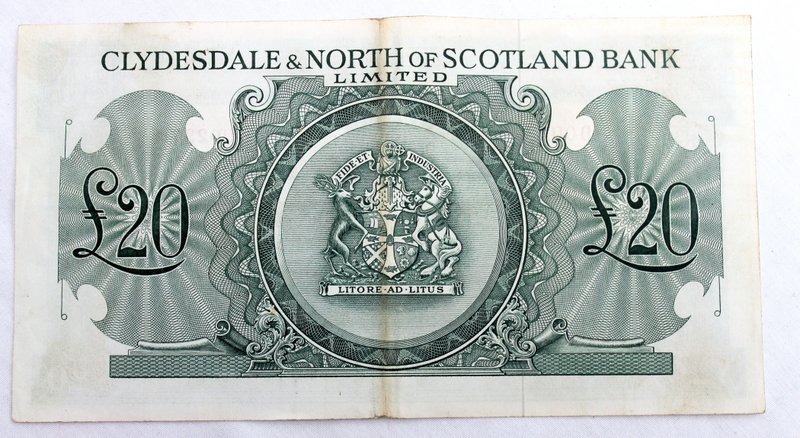 CLYDESDALE & NORTH OF SCOTLAND BANK
LIMITED
FIDE ET INDUSTRIA
£20
£20
LITORE·AD·LITUS